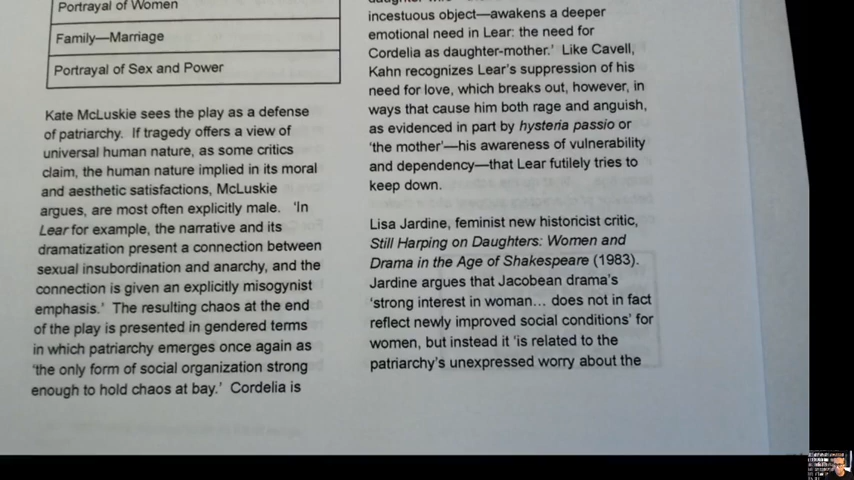 Portrayal of Women
Family—Marriage
Portrayal of Sex and Power
Kate McLuskie sees the play as a defense
of patriarchy. If tragedy offers a view of
universal human nature, as some critics
claim, the human nature implied in its moral
and aesthetic satisfactions, McLuskie
argues, are most often explicitly male. 'In
Lear for example, the narrative and its
dramatization present a connection between
sexual insubordination and anarchy, and the
connection is given an explicitly misogynist
emphasis.' The resulting chaos at the end
of the play is presented in gendered terms
in which patriarchy emerges once again as
'the only form of social organization strong
enough to hold chaos at bay.' Cordelia is
incestuous object—awakens a deeper
emotional need in Lear: the need for
Cordelia as daughter-mother.' Like Cavell,
Kahn recognizes Lear's suppression of his
need for love, which breaks out, however, in
ways that cause him both rage and anguish,
as evidenced in part by hysteria passio or
'the mother'—his awareness of vulnerability
and dependency—that Lear futilely tries to
keep down.
Lisa Jardine, feminist new historicist critic,
Still Harping on Daughters: Women and
Drama in the Age of Shakespeare (1983).
Jardine argues that Jacobean drama's
'strong interest in woman... does not in fact
reflect newly improved social conditions' for
women, but instead it 'is related to the
patriarchy's unexpressed worry about the